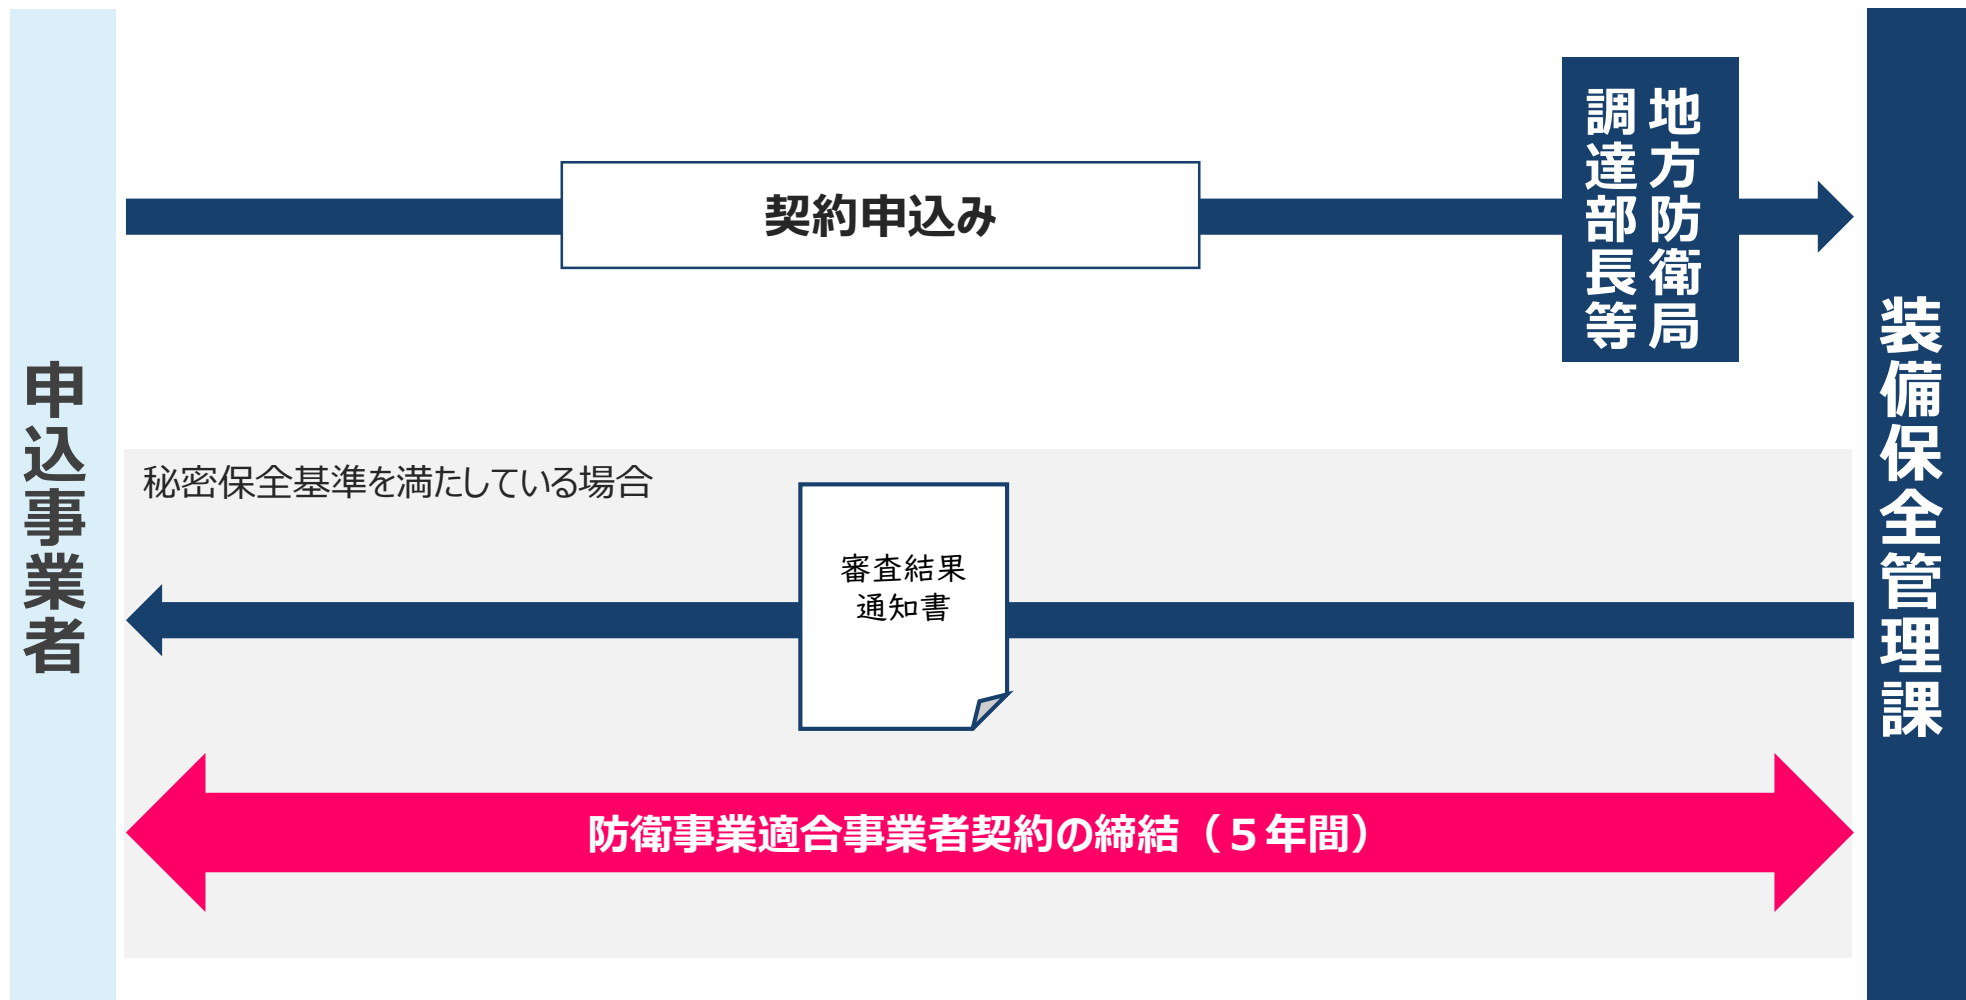 申込事業者
契約申込み
地方防衛局
調達部長等
装備保全管理課
秘密保全基準を満たしている場合
審査結果
通知書
防衛事業適合事業者契約の締結（５年間）